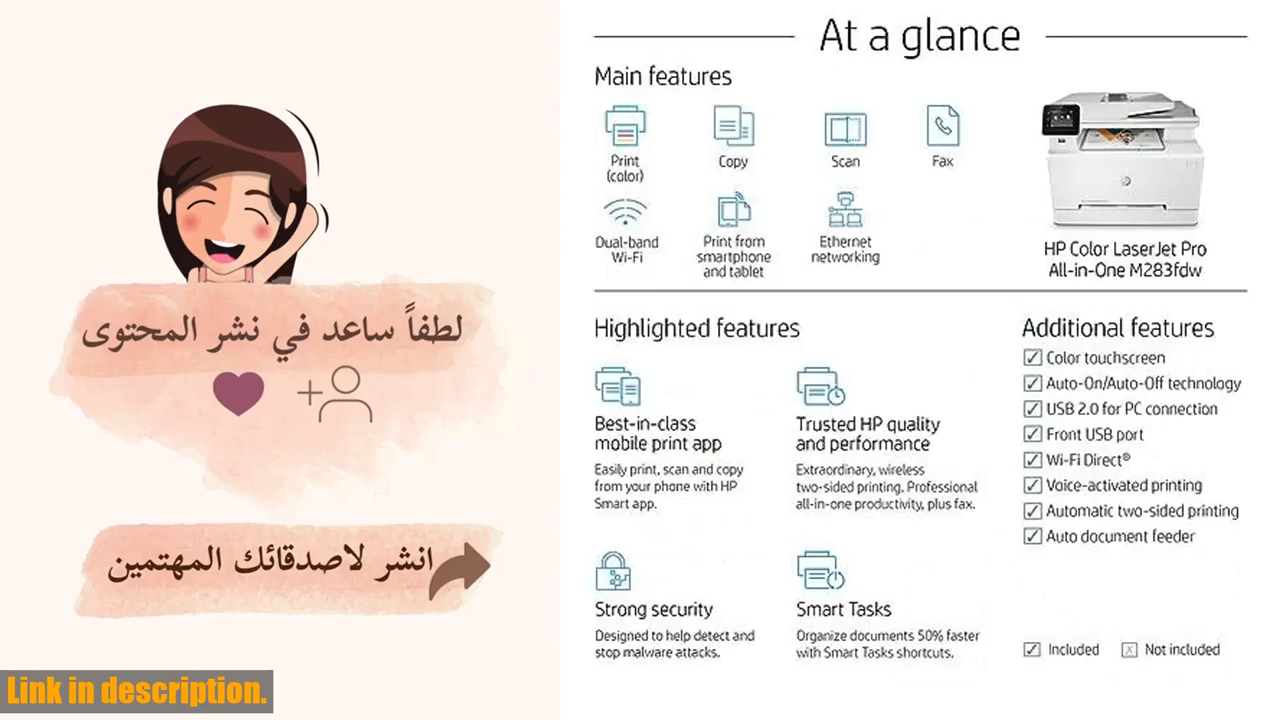 لطفاً ساعد في نشر المحتوى
انشر لاصدقائك المهتمين
Link in description.
At a glance
Main features
Print
(color)
Copy
Scan
Fax
Dual-band
Wi-Fi
Print from
smartphone
and tablet
Ethernet
networking
hp
HP Color LaserJet Pro
All-in-One M283fdw
Highlighted features
Best-in-class
mobile print app
Easily print, scan and copy
from your phone with HP
Smart app.
Trusted HP quality
and performance
Extraordinary, wireless
two-sided printing. Professional
all-in-one productivity, plus fax.
Strong security
Designed to help detect and
stop malware attacks.
Smart Tasks
Organize documents 50% faster
with Smart Tasks shortcuts.
Additional features
Color touchscreen
Auto-On/Auto-Off technology
USB 2.0 for PC connection
Front USB port
Wi-Fi Direct®
Voice-activated printing
Automatic two-sided printing
Auto document feeder
Included
Not included